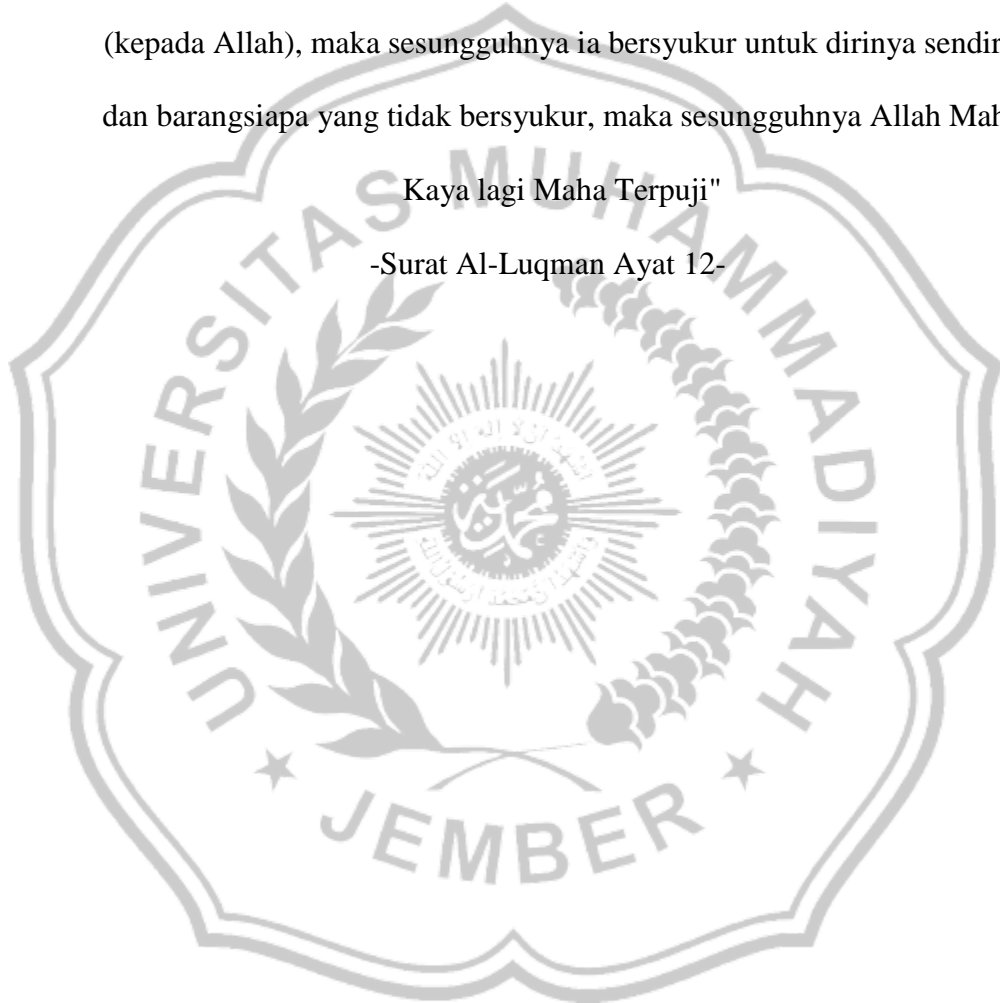 (kepada Allah), maka sesungguhnya ia bersyukur untuk dirinya sendir
dan barangsiapa yang tidak bersyukur, maka sesungguhnya Allah Mah
Kaya lagi Maha Terpuji"
-Surat Al-Luqman Ayat 12-
UNIVERSITAS MUHAMMADIYAH
JEMBER